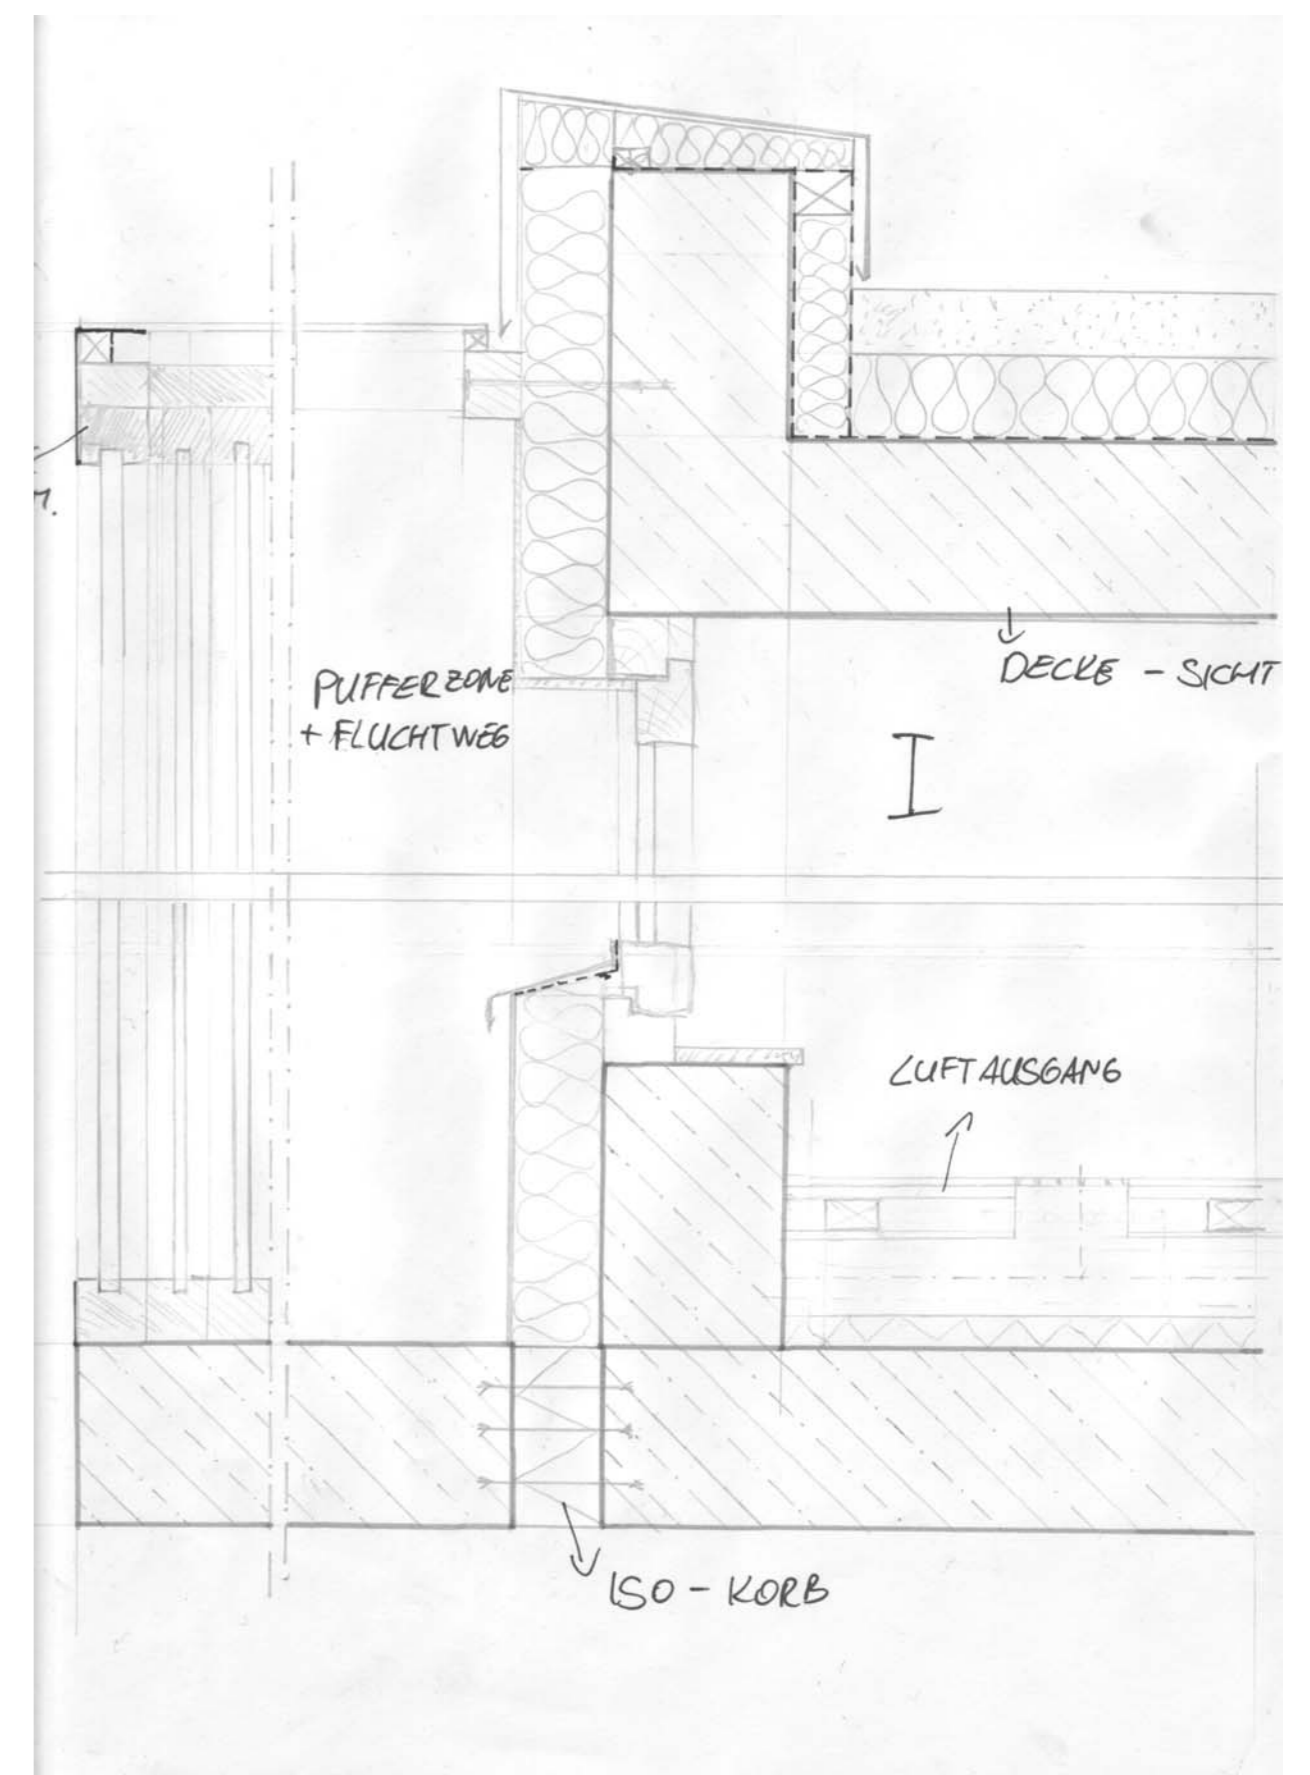 DECKE - SICHT
PUFFERZONE
+ FLUCHTWEG
I
LUFTAUSGANG
ISO - KORB